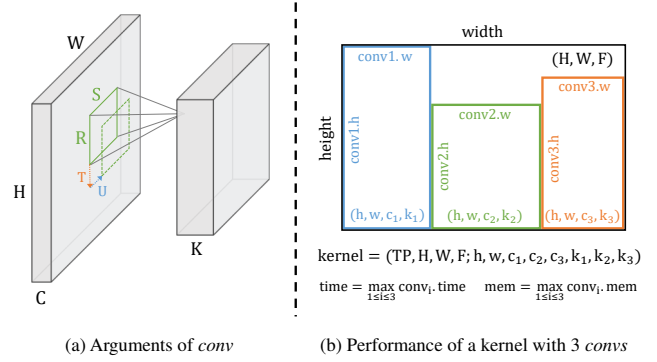 W
S
R
T
U
H
K
C
(a) Arguments of conv
width
(H, W, F)
conv1.w
conv3.w
conv2.w
height
conv1.h
conv2.h
conv3.h
(h, w, c₁, k₁)
(h, w, c₂, k₂)
(h, w, c₃, k₃)
kernel = (TP, H, W, F; h, w, c₁, c₂, c₃, k₁, k₂, k₃)
time = max 1≤i≤3 convᵢ.time mem = max 1≤i≤3 convᵢ.mem
(b) Performance of a kernel with 3 convs